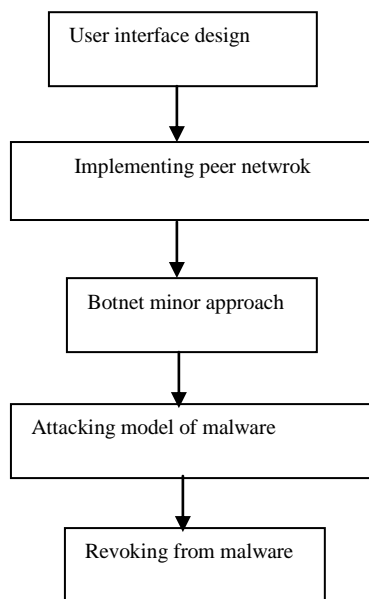 User interface design
Implementing peer netwrok
Botnet minor approach
Attacking model of malware
Revoking from malware